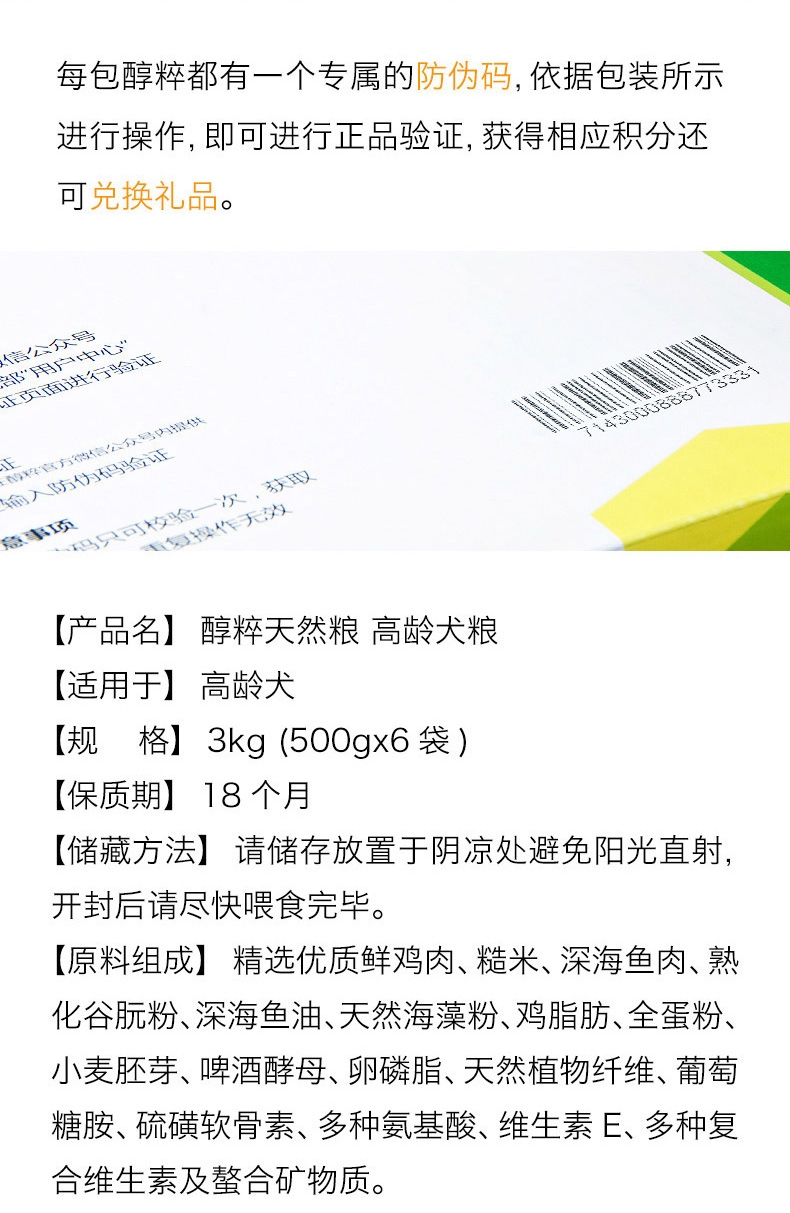 每包醇粹都有一个专属的防伪码, 依据包装所示
进行操作, 即可进行正品验证, 获得相应积分还
可兑换礼品。
微信公众号
部“用户中心”
证页面进行验证
证
醇粹官方微信公众号内提供
输入防伪码验证
意事项
码只可校验一次，获取
重复操作无效
7143000888773331
【产品名】 醇粹天然粮 高龄犬粮
【适用于】 高龄犬
【规 格】 3kg (500gx6 袋)
【保质期】 18 个月
【储藏方法】 请储存放置于阴凉处避免阳光直射,
开封后请尽快喂食完毕。
【原料组成】 精选优质鲜鸡肉、糙米、深海鱼肉、熟
化谷朊粉、深海鱼油、天然海藻粉、鸡脂肪、全蛋粉、
小麦胚芽、啤酒酵母、卵磷脂、天然植物纤维、葡萄
糖胺、硫磺软骨素、多种氨基酸、维生素 E、多种复
合维生素及螯合矿物质。